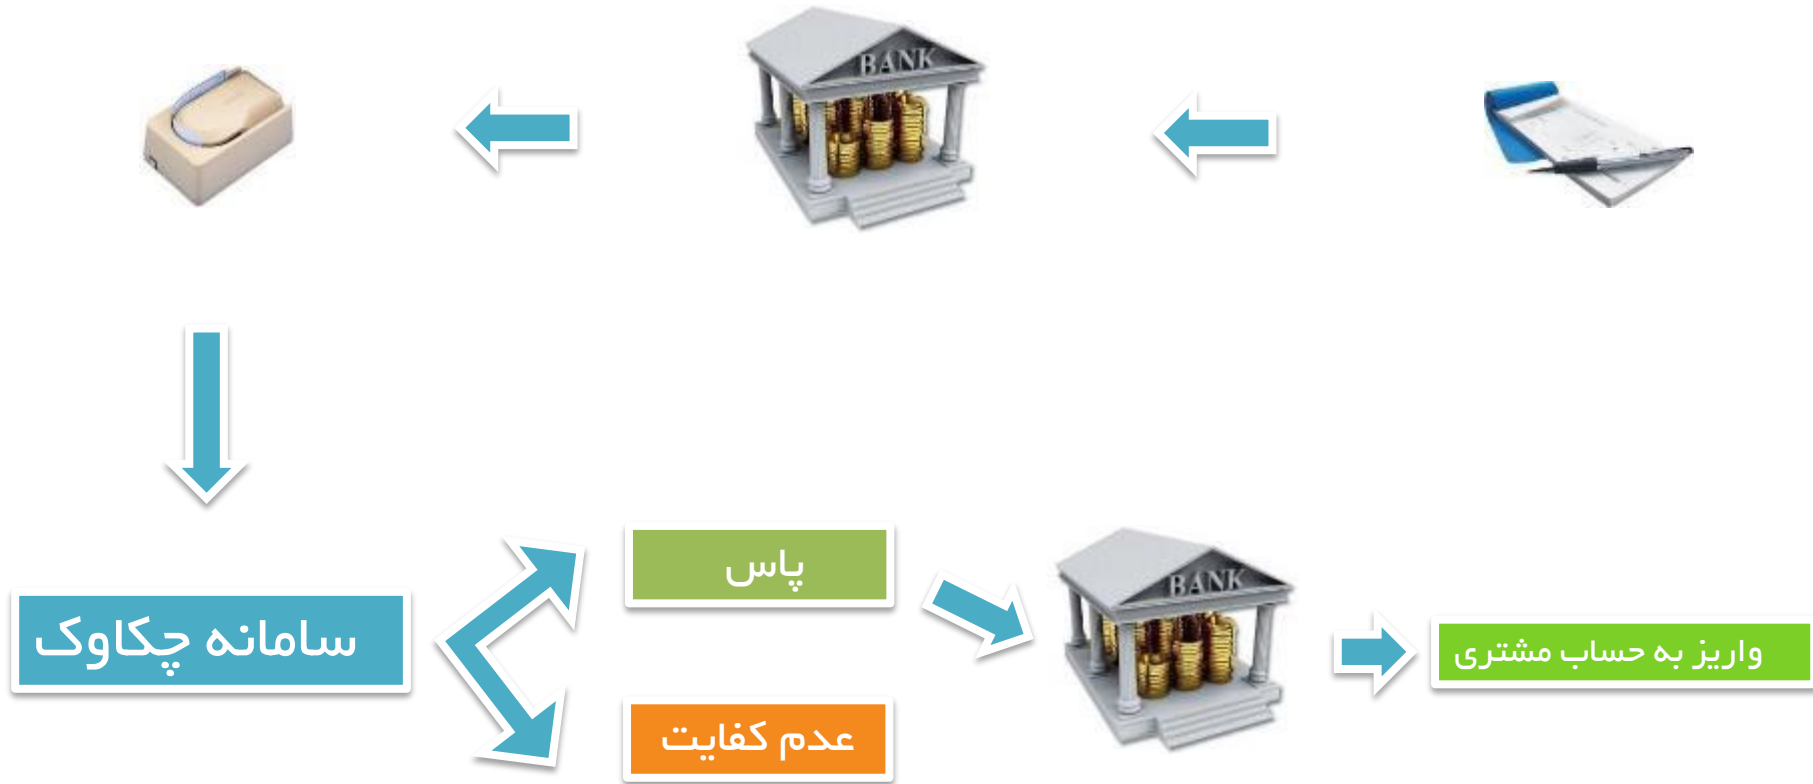 BANK
سامانه چکاوک
پاس
عدم کفایت
BANK
واریز به حساب مشتری